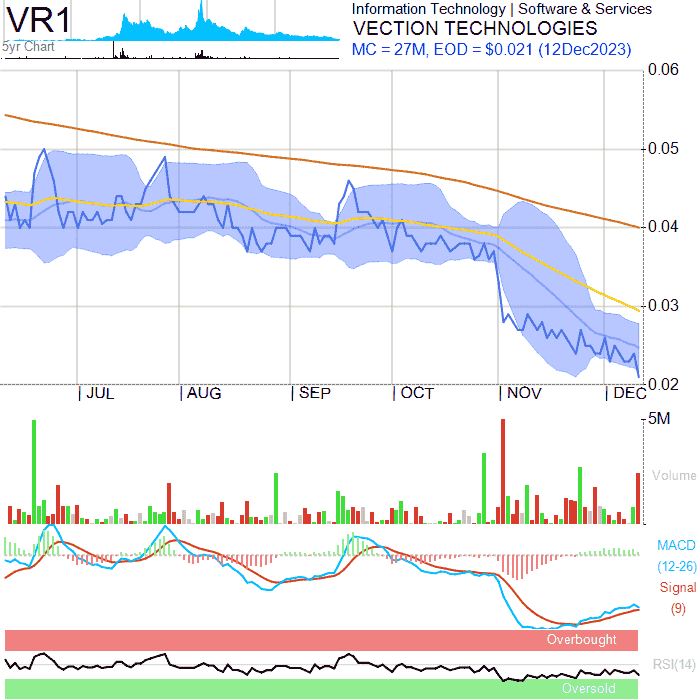 VR1
5yr Chart
Information Technology | Software & Services
VECTION TECHNOLOGIES
MC = 27M, EOD = $0.021 (12Dec2023)
0.06
0.05
0.04
0.03
0.02
| JUL | AUG | SEP | OCT | NOV | DEC
5M
Volume
MACD
(12-26)
Signal
(9)
Overbought
RSI(14)
Oversold